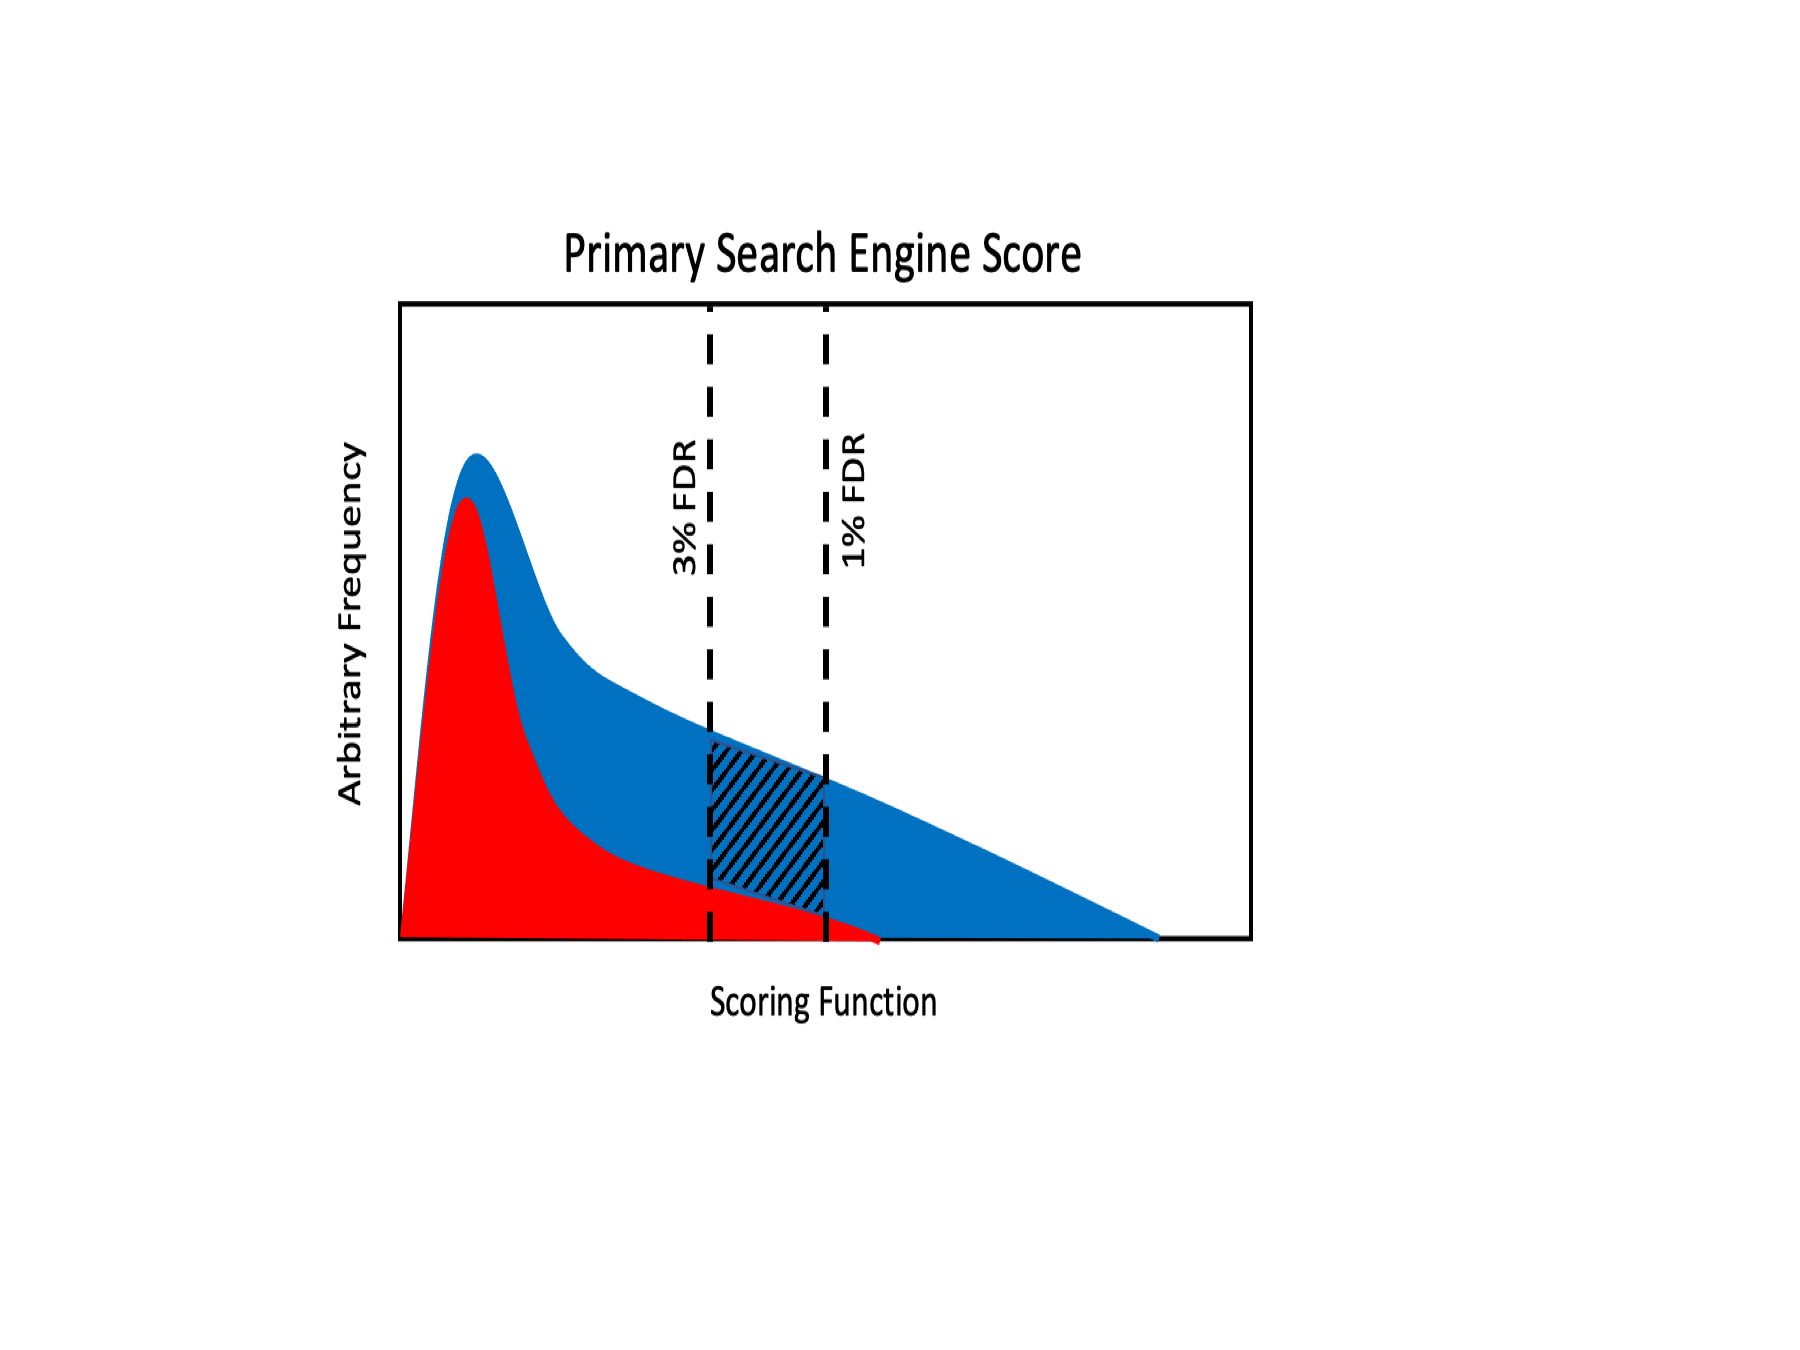 Primary Search Engine Score
Arbitrary Frequency
3% FDR
1% FDR
Scoring Function